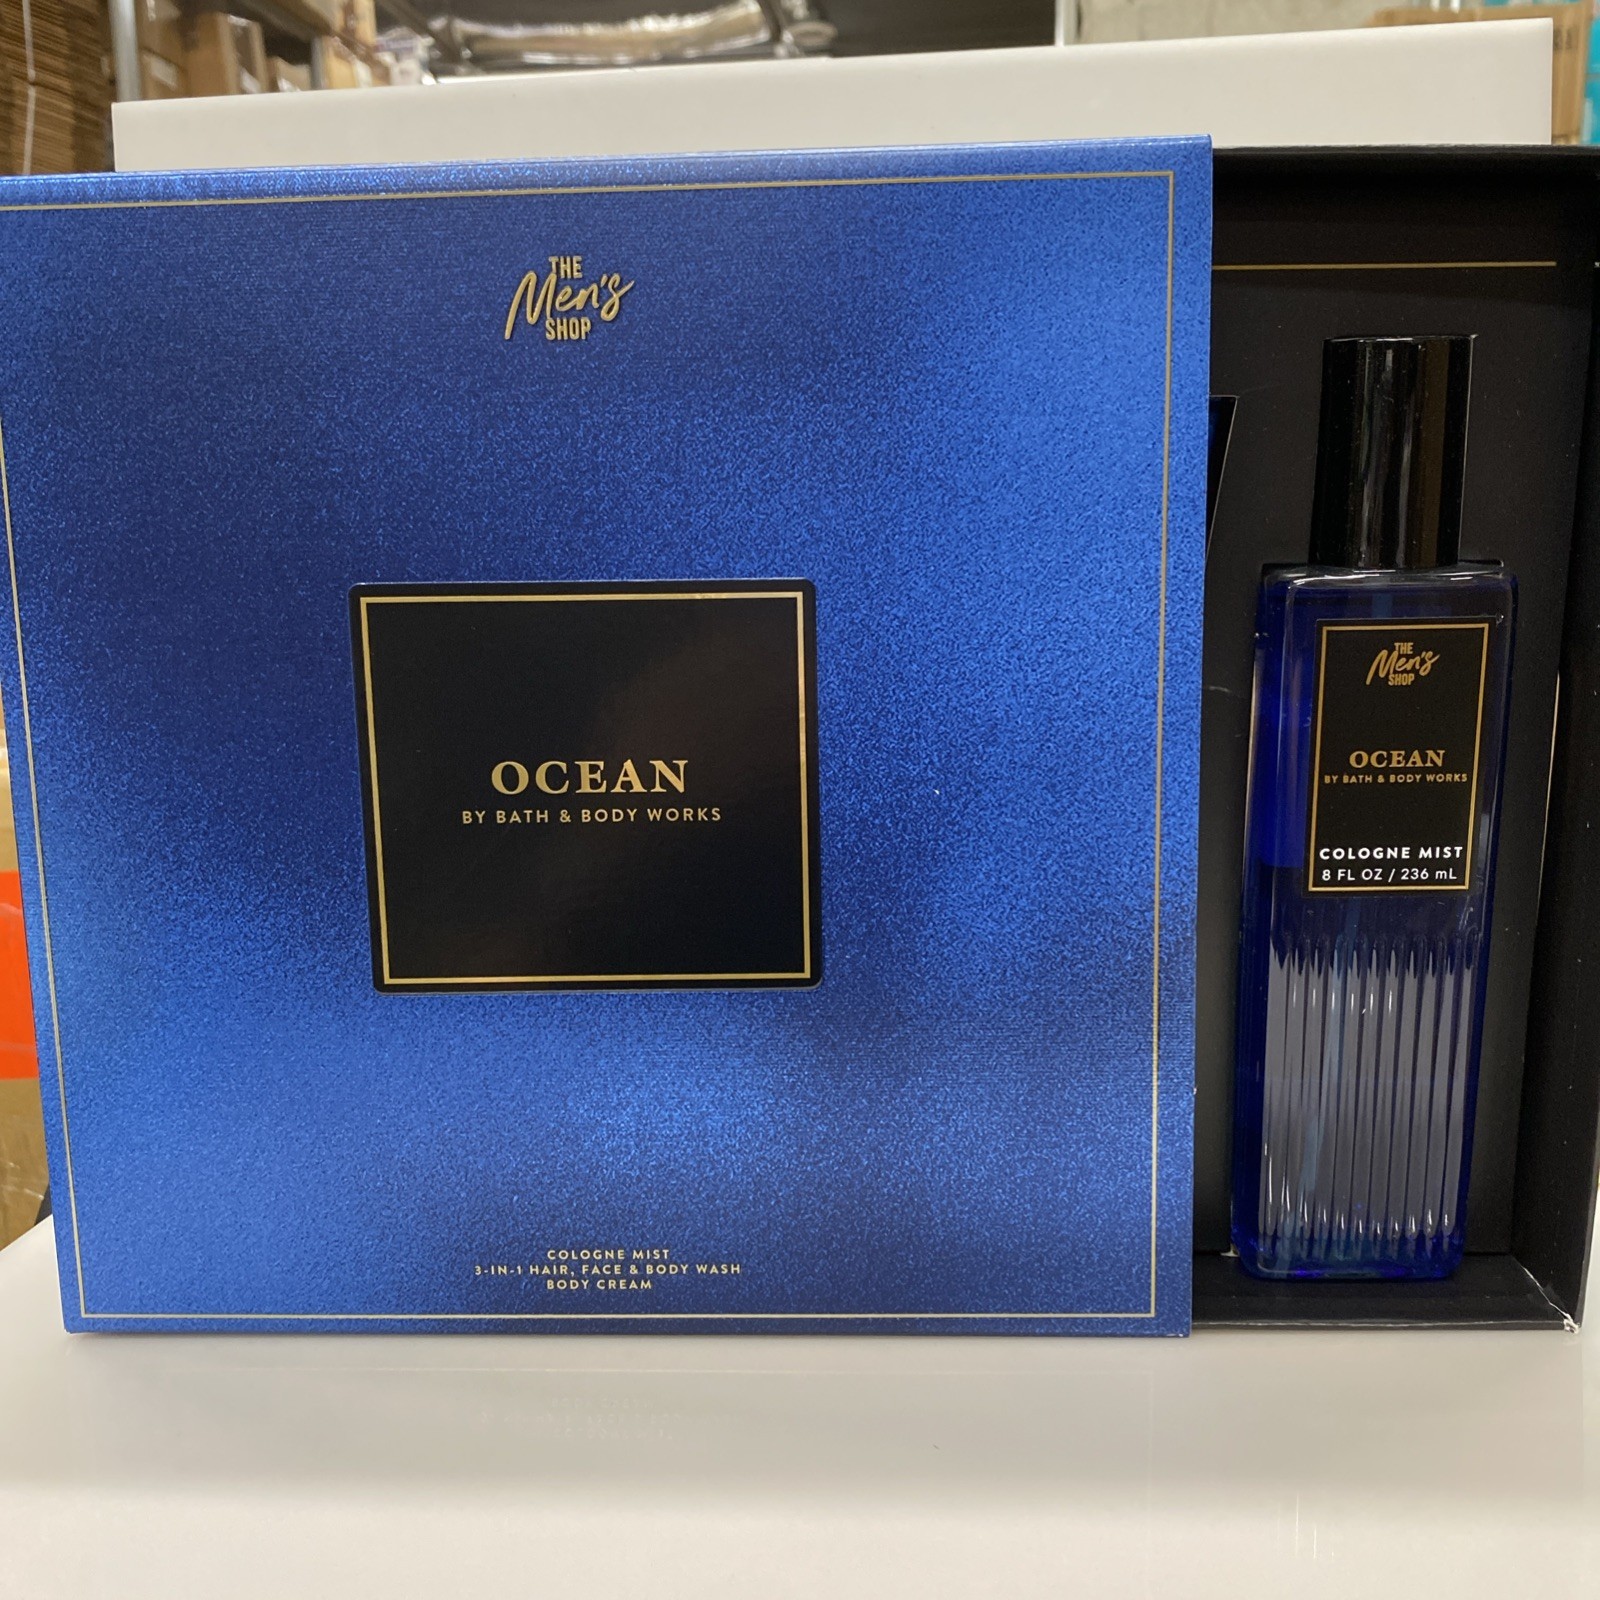 THE
Men's
SHOP
OCEAN
BY BATH & BODY WORKS
COLOGNE MIST
3-IN-1 HAIR, FACE & BODY WASH
BODY CREAM
THE
Men's
SHOP
OCEAN
BY BATH & BODY WORKS
COLOGNE MIST
8 FL OZ / 236 mL